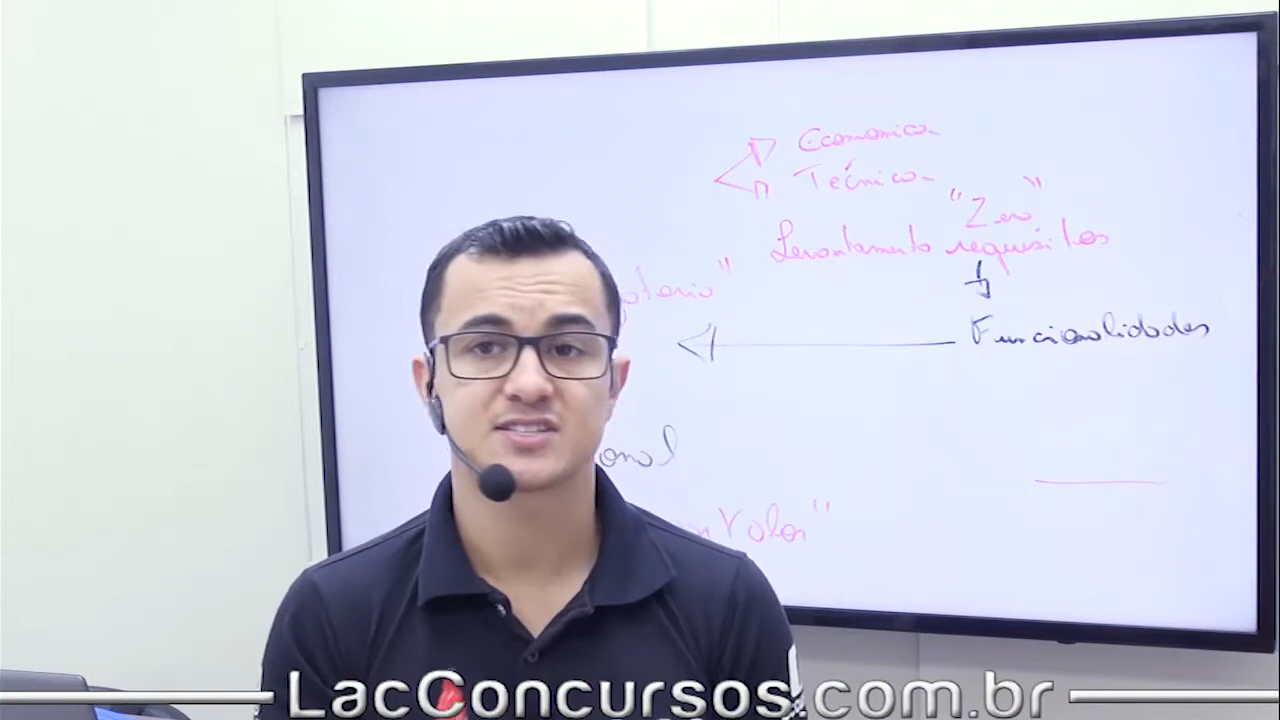 Economico
Técnico
"Zero"
Levantamento requisitos
Funcionalidades
LacConcursos.com.br